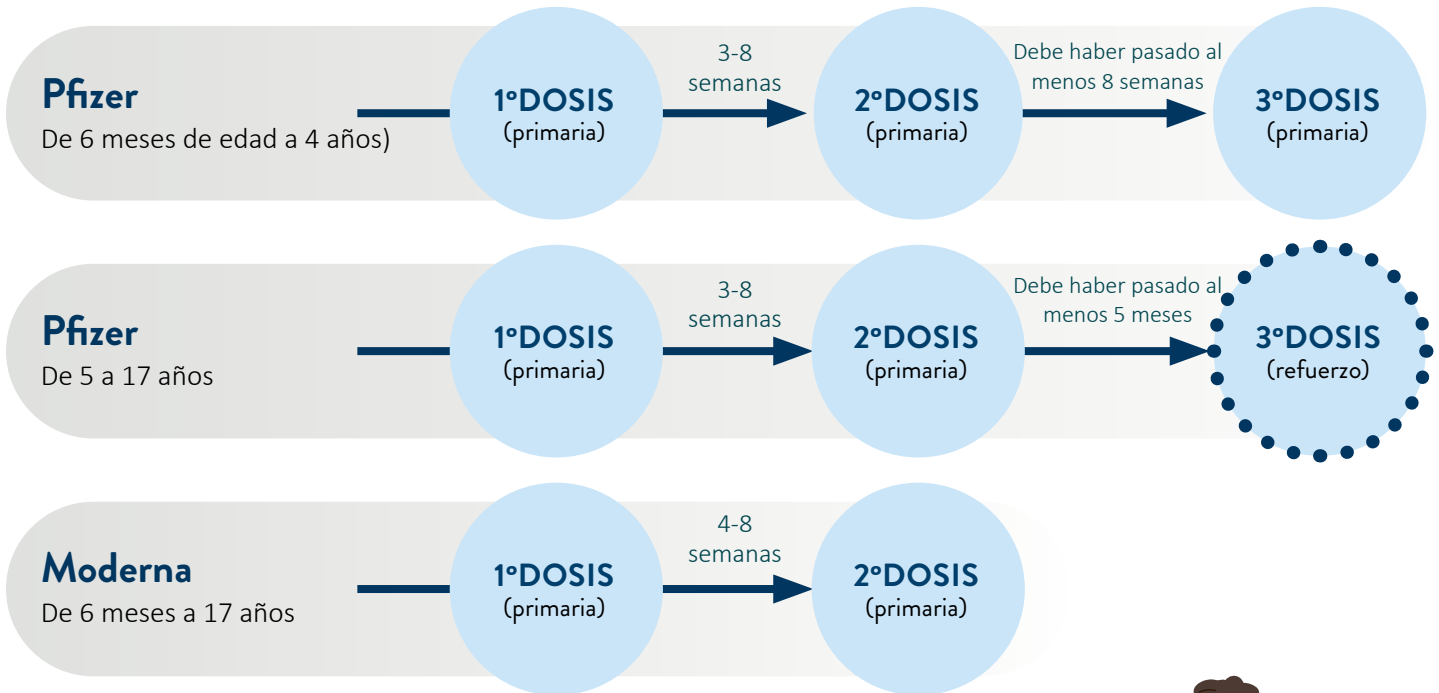 Pfizer
De 6 meses de edad a 4 años)
1ºDOSIS
(primaria)
3-8
semanas
2ºDOSIS
(primaria)
Debe haber pasado al
menos 8 semanas
3ºDOSIS
(primaria)
Pfizer
De 5 a 17 años
1ºDOSIS
(primaria)
3-8
semanas
2ºDOSIS
(primaria)
Debe haber pasado al
menos 5 meses
3ºDOSIS
(refuerzo)
Moderna
De 6 meses a 17 años
1ºDOSIS
(primaria)
4-8
semanas
2ºDOSIS
(primaria)